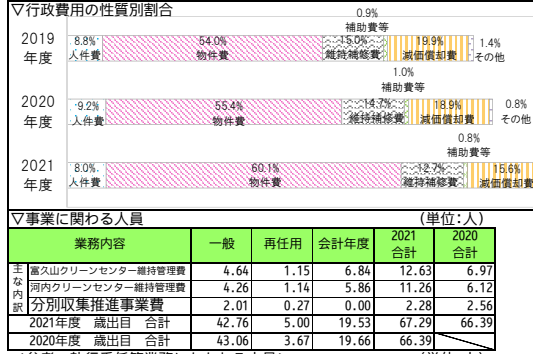 ▽行政費用の性質別割合
0.9%
補助費等
2019
年度
8.8%
54.0%
15.0%
19.9%
1.4%
人件費
物件費
維持補修費
減価償却費
その他
1.0%
補助費等
2020
年度
9.2%
55.4%
14.7%
18.9%
0.8%
人件費
物件費
維持補修費
減価償却費
その他
0.8%
補助費等
2021
年度
8.0%
60.1%
12.7%
15.6%
人件費
物件費
維持補修費
減価償却費
▽事業に関わる人員 (単位:人)
業務内容 一般 再任用 会計年度 2021 合計 2020 合計
主な内訳
富久山クリーンセンター維持管理費 4.64 1.15 6.84 12.63 6.97
河内クリーンセンター維持管理費 4.26 1.14 5.86 11.26 6.12
分別収集推進事業費 2.01 0.27 0.00 2.28 2.56
2021年度 歳出目 合計 42.76 5.00 19.53 67.29 66.39
2020年度 歳出目 合計 43.06 3.67 19.66 66.39